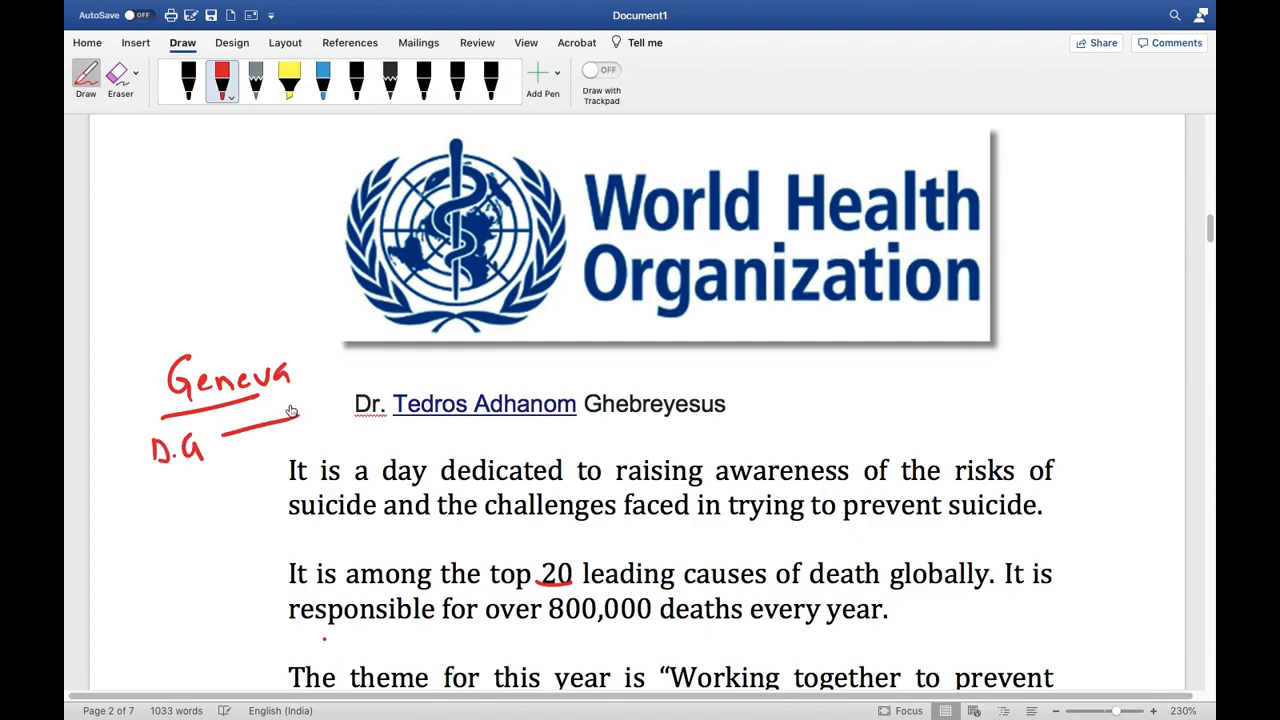 AutoSave OFF Document1
Home Insert Draw Design Layout References Mailings Review View Acrobat Tell me Share Comments
OFF
Draw Eraser Add Pen Draw with
Trackpad
World Health
Organization
Geneva
Dr. Tedros Adhanom Ghebreyesus
D.G
It is a day dedicated to raising awareness of the risks of
suicide and the challenges faced in trying to prevent suicide.
It is among the top 20 leading causes of death globally. It is
responsible for over 800,000 deaths every year.
The theme for this year is “Working together to prevent
Page 2 of 7 1033 words English (India) Focus 230%